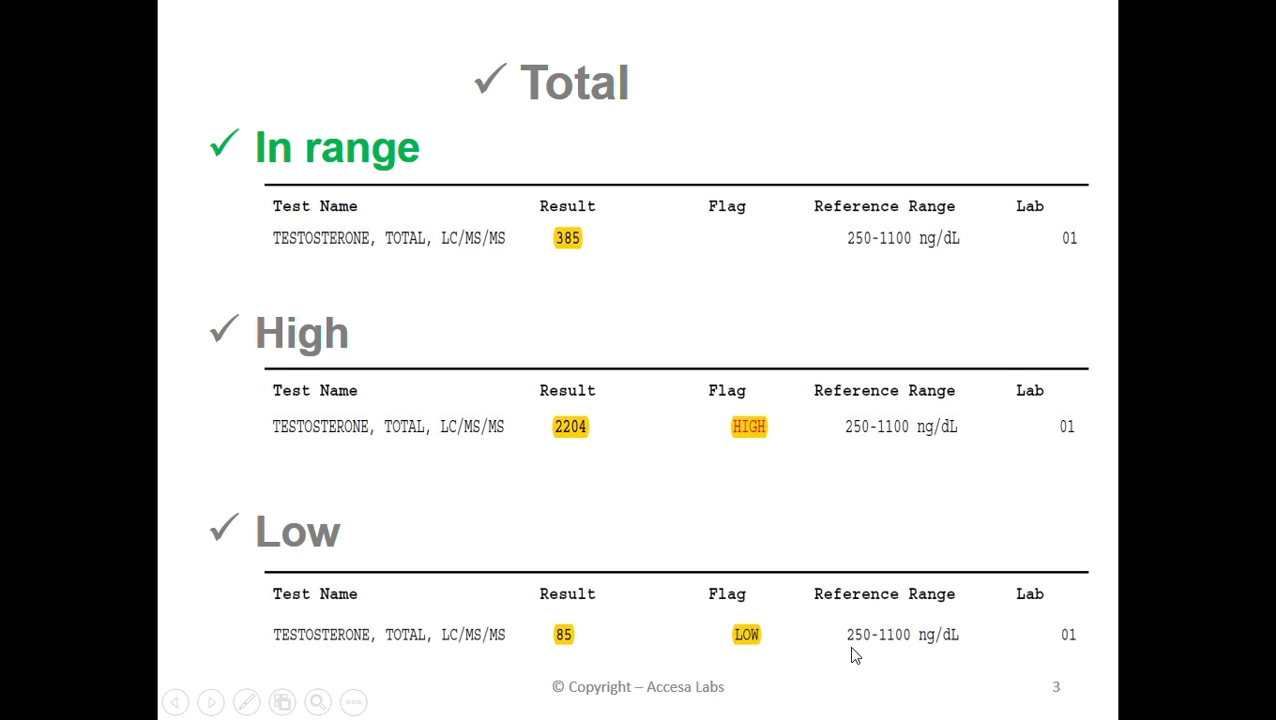 ✓ Total
✓ In range
Test Name Result Flag Reference Range Lab
TESTOSTERONE, TOTAL, LC/MS/MS 385 250-1100 ng/dL 01
✓ High
Test Name Result Flag Reference Range Lab
TESTOSTERONE, TOTAL, LC/MS/MS 2204 HIGH 250-1100 ng/dL 01
✓ Low
Test Name Result Flag Reference Range Lab
TESTOSTERONE, TOTAL, LC/MS/MS 85 LOW 250-1100 ng/dL 01
© Copyright – Accesa Labs 3